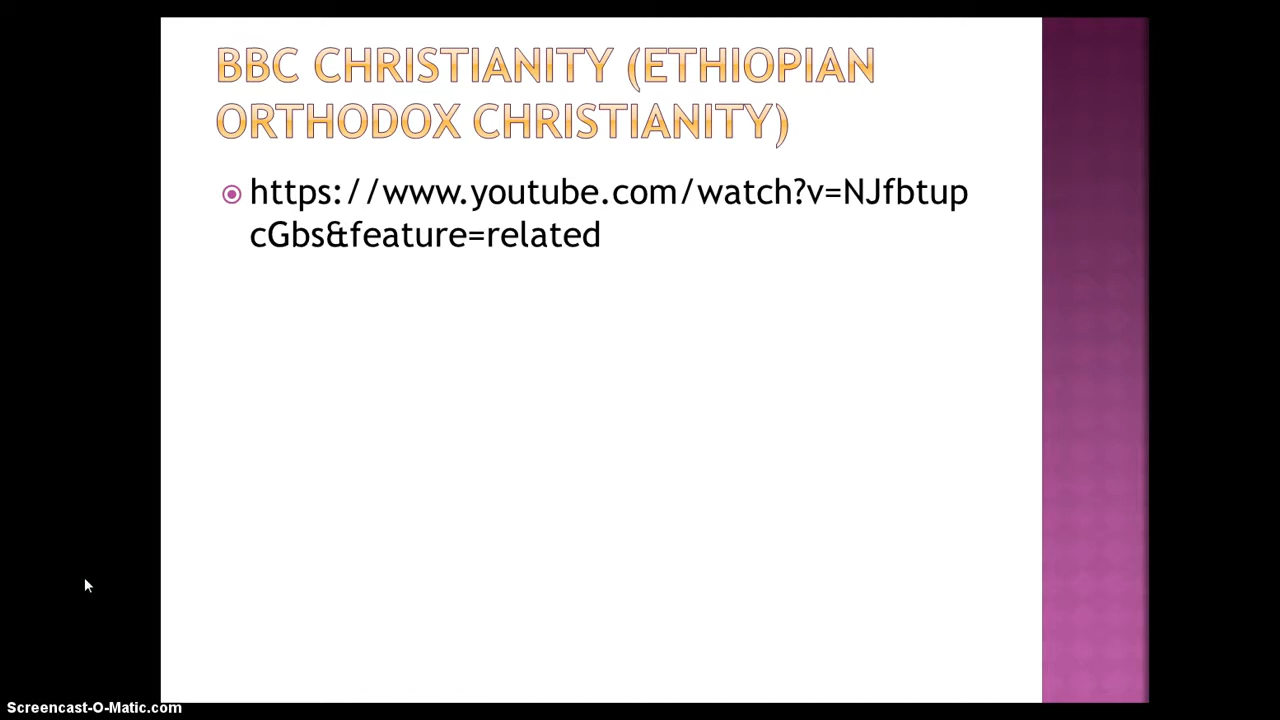 BBC CHRISTIANITY (ETHIOPIAN
ORTHODOX CHRISTIANITY)
https://www.youtube.com/watch?v=NJfbtup
cGbs&feature=related
Screencast-O-Matic.com